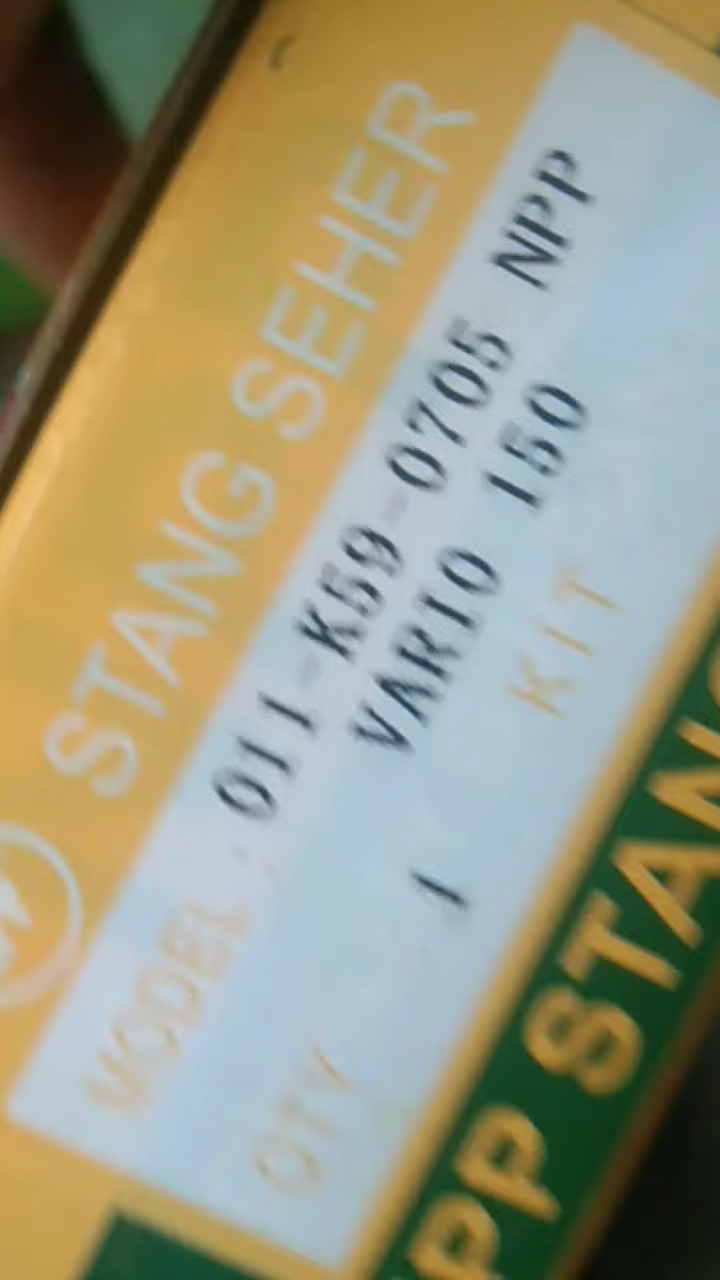 STANG SEHER
MODEL : 011-K59-0705 NPP
VARIO 150
QTY 1 KIT
PP STANG